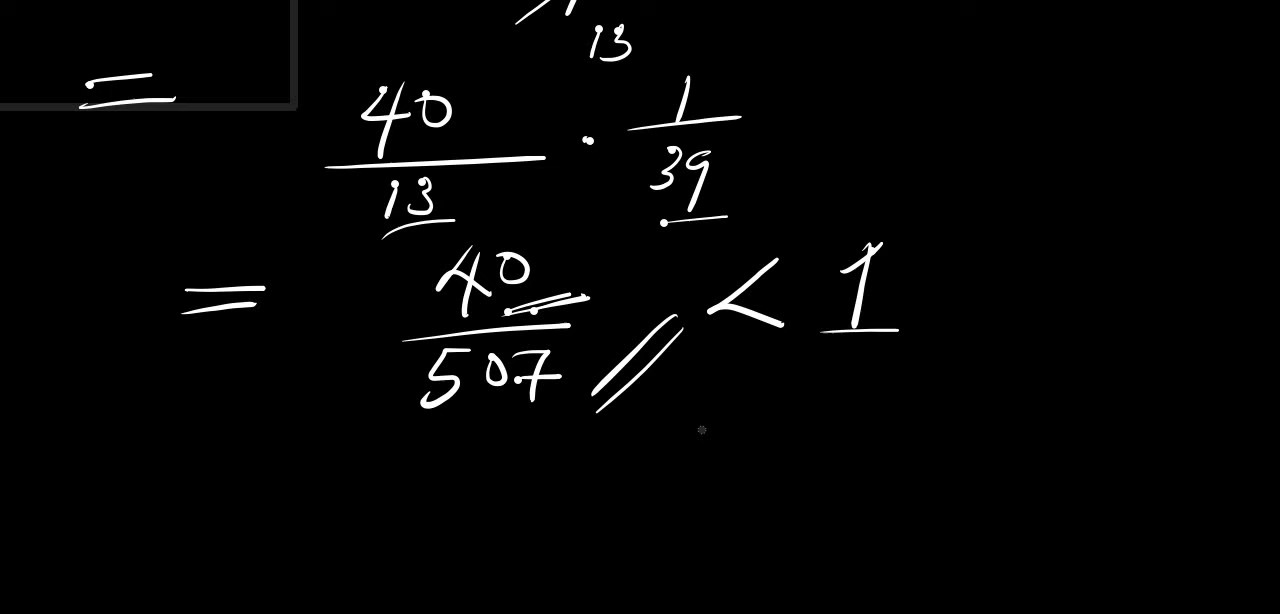 13
= 40/13 · 1/39
= 40/507 < 1